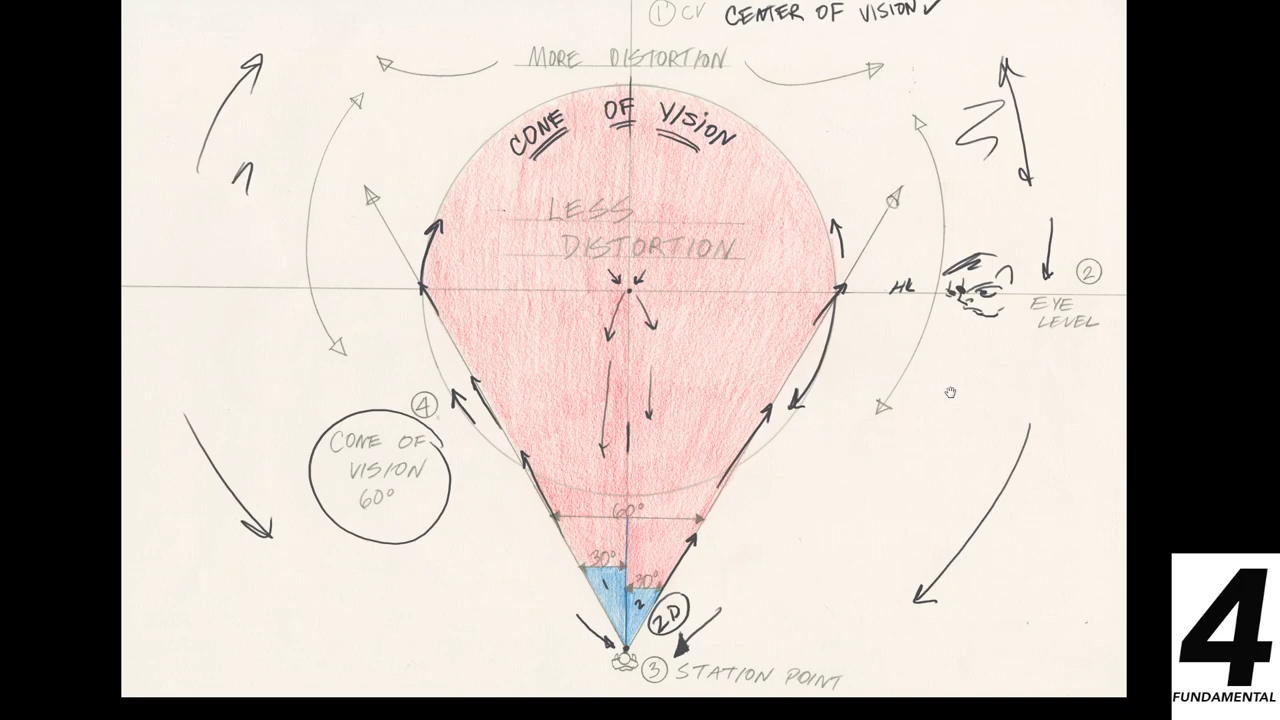 ① CV CENTER OF VISION ✓
MORE DISTORTION
CONE OF VISION
LESS
DISTORTION
HL
②
EYE
LEVEL
④
CONE OF
VISION
60°
60°
30°
30°
1
2
2D
③ STATION POINT
4
FUNDAMENTAL